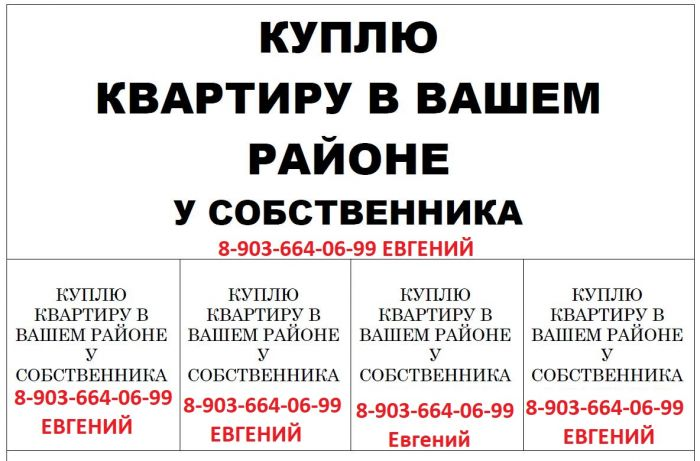 КУПЛЮ
КВАРТИРУ В ВАШЕМ
РАЙОНЕ
У СОБСТВЕННИКА
8-903-664-06-99 ЕВГЕНИЙ
КУПЛЮ
КВАРТИРУ В
ВАШЕМ РАЙОНЕ
У
СОБСТВЕННИКА
8-903-664-06-99
ЕВГЕНИЙ
КУПЛЮ
КВАРТИРУ В
ВАШЕМ РАЙОНЕ
У
СОБСТВЕННИКА
8-903-664-06-99
ЕВГЕНИЙ
КУПЛЮ
КВАРТИРУ В
ВАШЕМ РАЙОНЕ
У
СОБСТВЕННИКА
8-903-664-06-99
Евгений
КУПЛЮ
КВАРТИРУ В
ВАШЕМ РАЙОНЕ
У
СОБСТВЕННИКА
8-903-664-06-99
ЕВГЕНИЙ